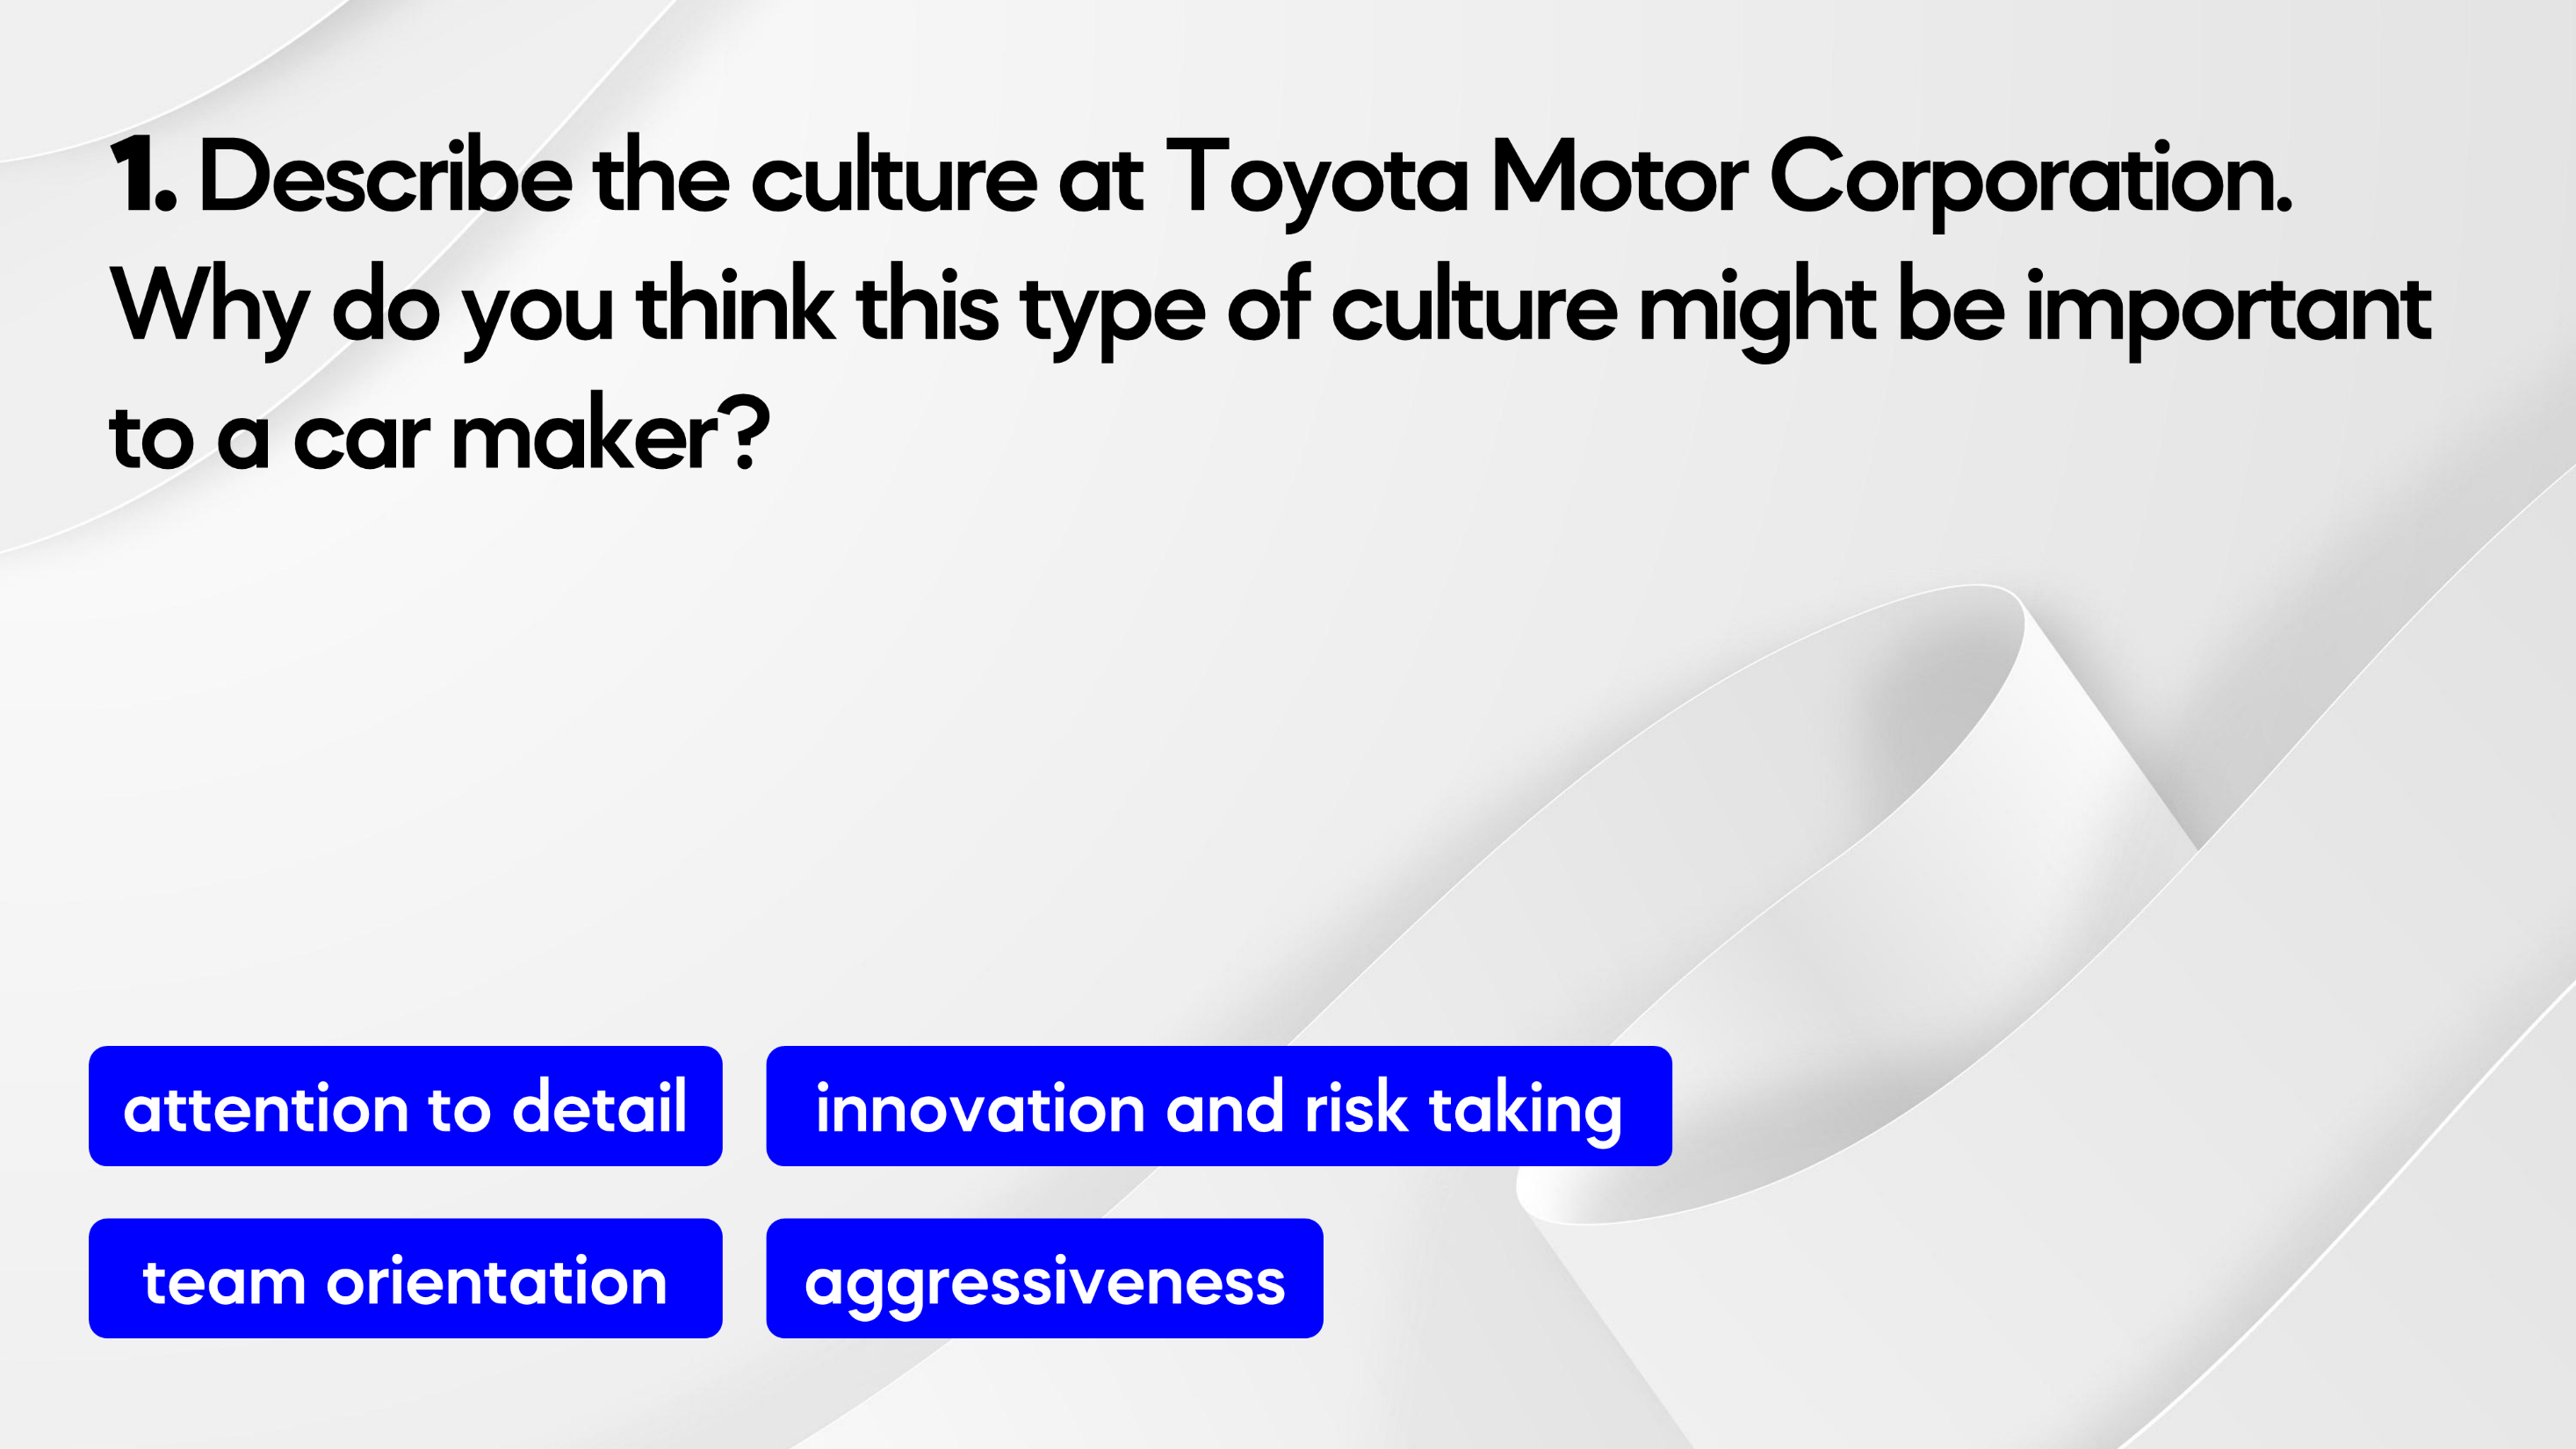 1. Describe the culture at Toyota Motor Corporation.
Why do you think this type of culture might be important
to a car maker?
attention to detail
innovation and risk taking
team orientation
aggressiveness